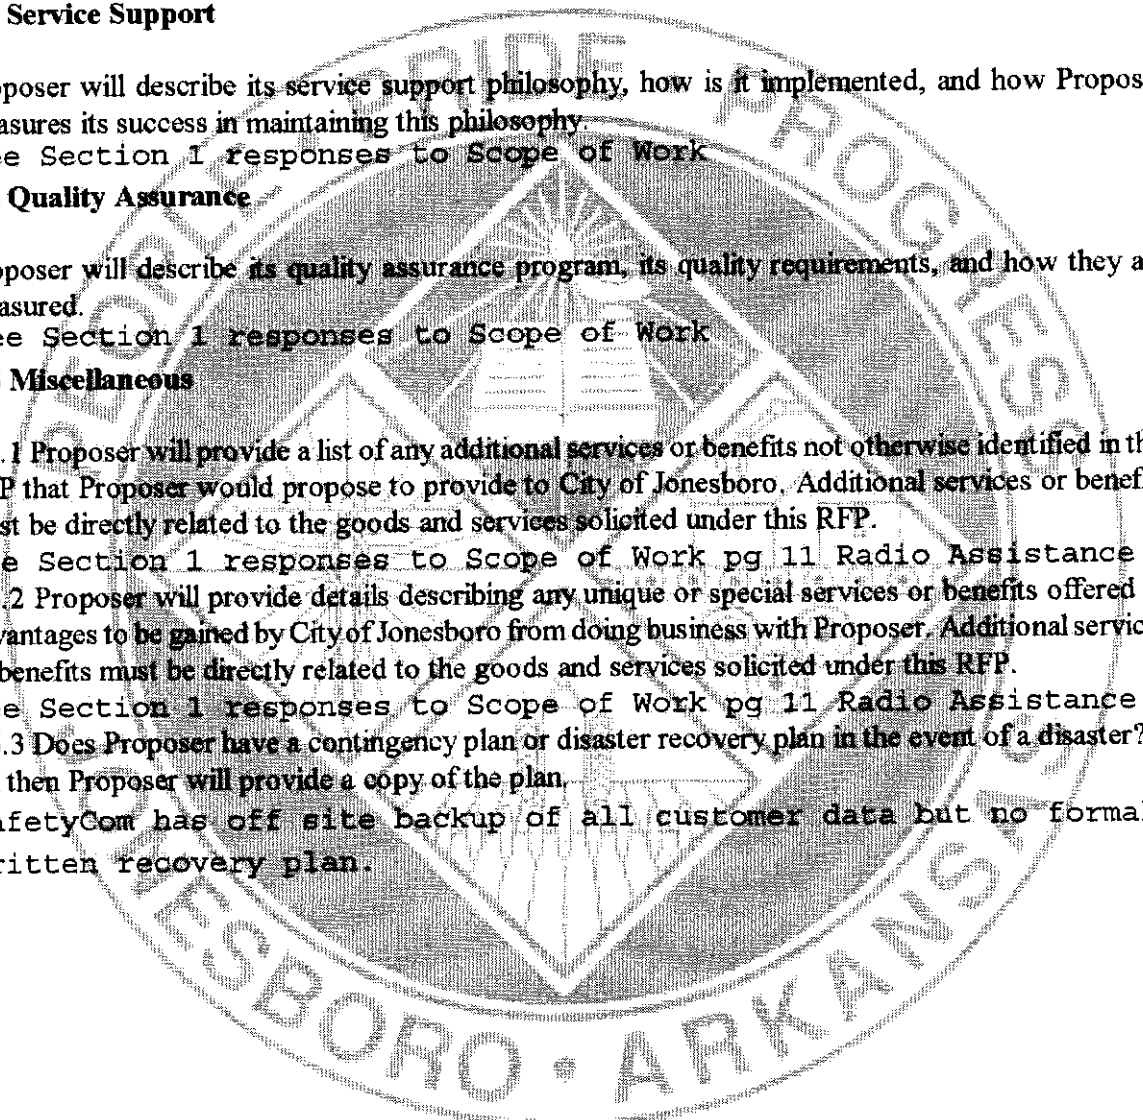 Service Support
poser will describe its service support philosophy, how is it implemented, and how Propos
asures its success in maintaining this philosophy.
ee Section 1 responses to Scope of Work
Quality Assurance
poser will describe its quality assurance program, its quality requirements, and how they a
asured.
ee Section 1 responses to Scope of Work
Miscellaneous
.1 Proposer will provide a list of any additional services or benefits not otherwise identified in th
P that Proposer would propose to provide to City of Jonesboro. Additional services or benef
st be directly related to the goods and services solicited under this RFP.
e Section 1 responses to Scope of Work pg 11 Radio Assistance
.2 Proposer will provide details describing any unique or special services or benefits offered
vantages to be gained by City of Jonesboro from doing business with Proposer. Additional servic
benefits must be directly related to the goods and services solicited under this RFP.
e Section 1 responses to Scope of Work pg 11 Radio Assistance
.3 Does Proposer have a contingency plan or disaster recovery plan in the event of a disaster?
then Proposer will provide a copy of the plan.
afetyCom has off site backup of all customer data but no forma
ritten recovery plan.
PEOPLE PRIDE PROGRESS
ESBORO • ARKANSAS